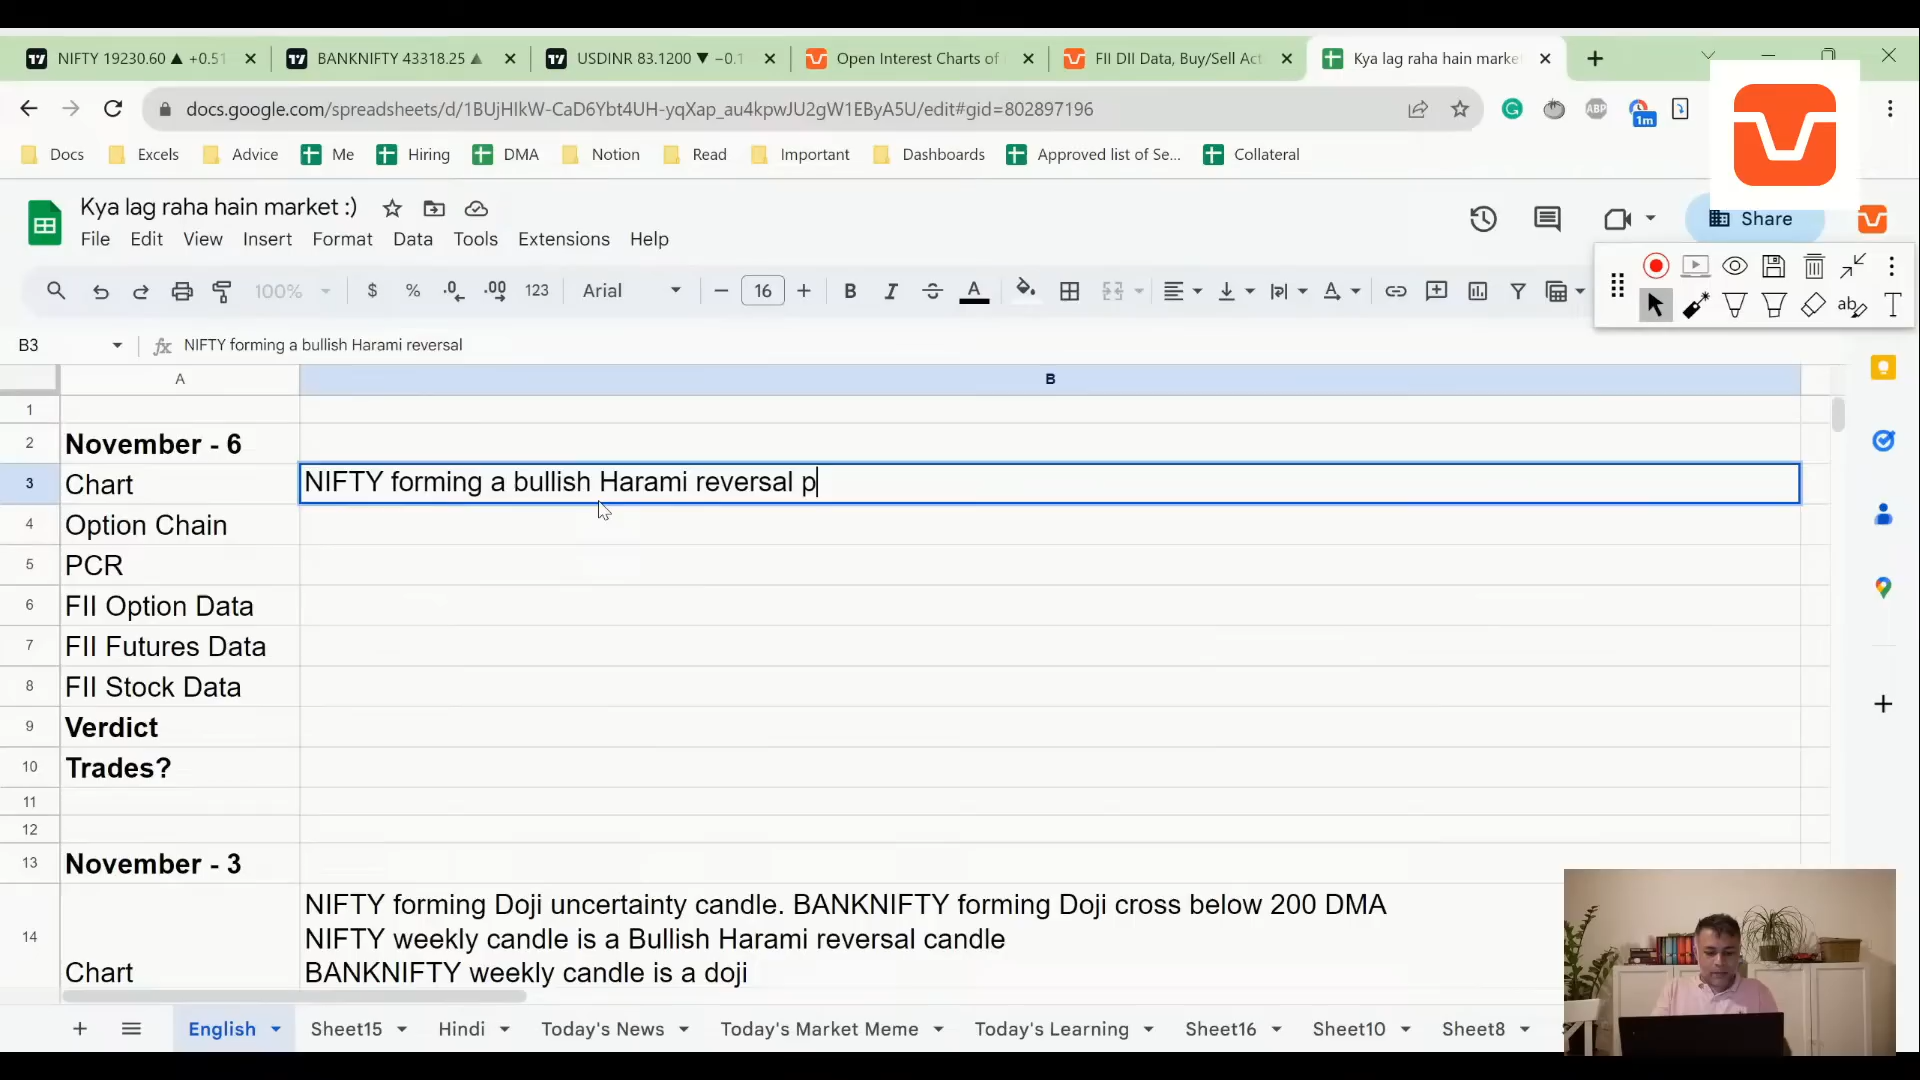 NIFTY 19230.60 ▲ +0.51
BANKNIFTY 43318.25 ▲
USDINR 83.1200 ▼ −0.1
Open Interest Charts of
FII DII Data, Buy/Sell Act
Kya lag raha hain marke
docs.google.com/spreadsheets/d/1BUjHIkW-CaD6Ybt4UH-yqXap_au4kpwJU2gW1EByA5U/edit#gid=802897196
1m
ABP
Docs
Excels
Advice
Me
Hiring
DMA
Notion
Read
Important
Dashboards
Approved list of Se...
Collateral
Kya lag raha hain market :)
File Edit View Insert Format Data Tools Extensions Help
Share
100% $ % .0 .00 123 Arial 16 B I A
B3
fx NIFTY forming a bullish Harami reversal
A B
1
2 November - 6
3 Chart NIFTY forming a bullish Harami reversal p
4 Option Chain
5 PCR
6 FII Option Data
7 FII Futures Data
8 FII Stock Data
9 Verdict
10 Trades?
11
12
13 November - 3
NIFTY forming Doji uncertainty candle. BANKNIFTY forming Doji cross below 200 DMA
14 NIFTY weekly candle is a Bullish Harami reversal candle
Chart BANKNIFTY weekly candle is a doji
English Sheet15 Hindi Today's News Today's Market Meme Today's Learning Sheet16 Sheet10 Sheet8